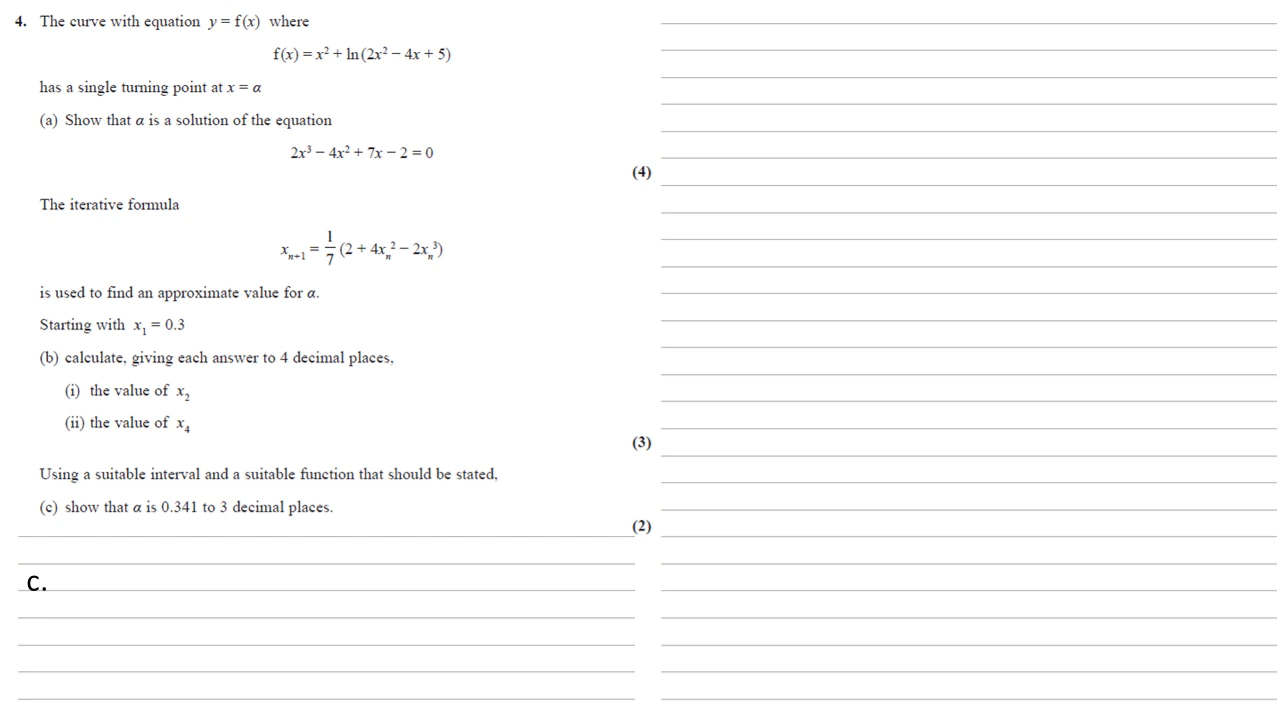 4. The curve with equation y = f(x) where
f(x) = x² + ln(2x² − 4x + 5)
has a single turning point at x = α
(a) Show that α is a solution of the equation
2x³ − 4x² + 7x − 2 = 0
(4)
The iterative formula
xₙ₊₁ = 1/7 (2 + 4xₙ² − 2xₙ³)
is used to find an approximate value for α.
Starting with x₁ = 0.3
(b) calculate, giving each answer to 4 decimal places,
(i) the value of x₂
(ii) the value of x₄
(3)
Using a suitable interval and a suitable function that should be stated,
(c) show that α is 0.341 to 3 decimal places.
(2)
c.